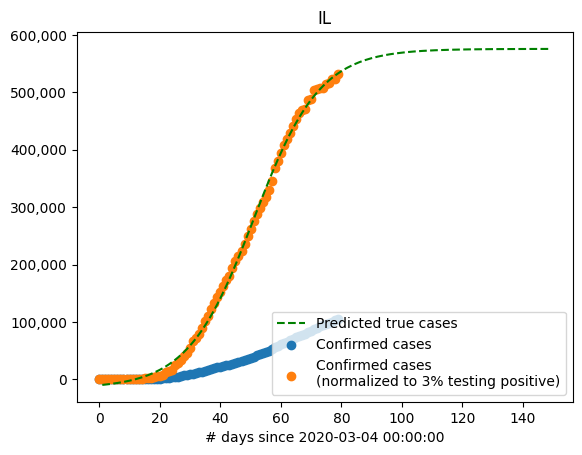 IL
600,000
500,000
400,000
300,000
200,000
100,000
0
Predicted true cases
Confirmed cases
Confirmed cases
(normalized to 3% testing positive)
0 20 40 60 80 100 120 140
# days since 2020-03-04 00:00:00